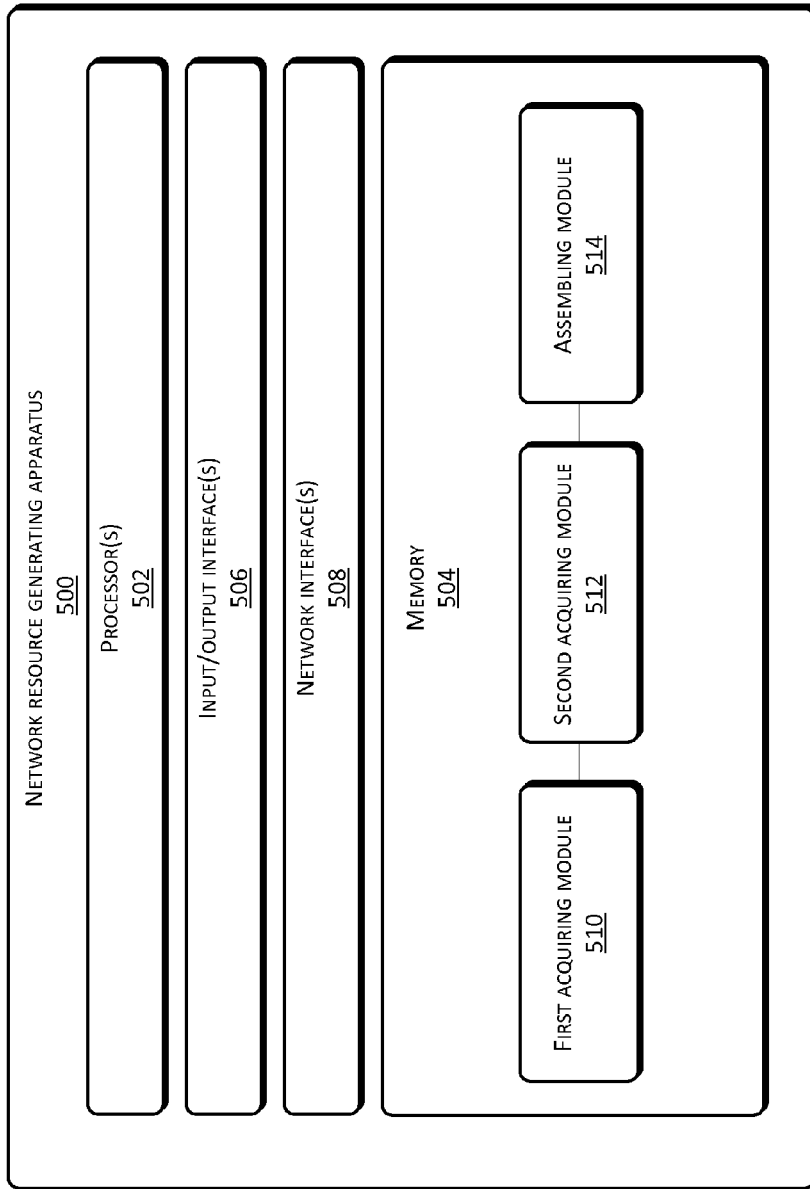 NETWORK RESOURCE GENERATING APPARATUS
500
PROCESSOR(S)
502
INPUT/OUTPUT INTERFACE(S)
506
NETWORK INTERFACE(S)
508
MEMORY
504
FIRST ACQUIRING MODULE
510
SECOND ACQUIRING MODULE
512
ASSEMBLING MODULE
514